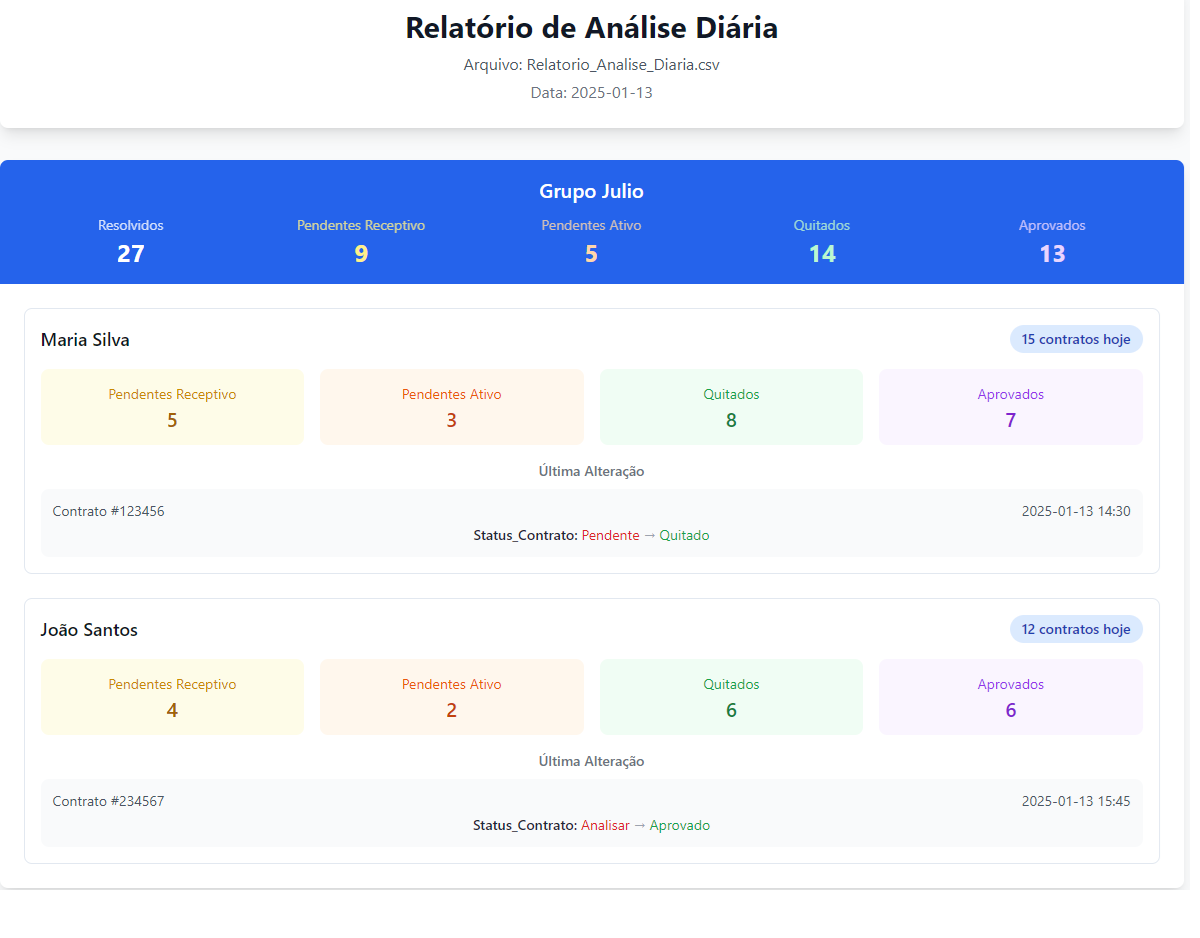 Relatório de Análise Diária
Arquivo: Relatorio_Analise_Diaria.csv
Data: 2025-01-13
Grupo Julio
Resolvidos
27
Pendentes Receptivo
9
Pendentes Ativo
5
Quitados
14
Aprovados
13
Maria Silva
15 contratos hoje
Pendentes Receptivo
5
Pendentes Ativo
3
Quitados
8
Aprovados
7
Última Alteração
Contrato #123456
2025-01-13 14:30
Status_Contrato: Pendente → Quitado
João Santos
12 contratos hoje
Pendentes Receptivo
4
Pendentes Ativo
2
Quitados
6
Aprovados
6
Última Alteração
Contrato #234567
2025-01-13 15:45
Status_Contrato: Analisar → Aprovado